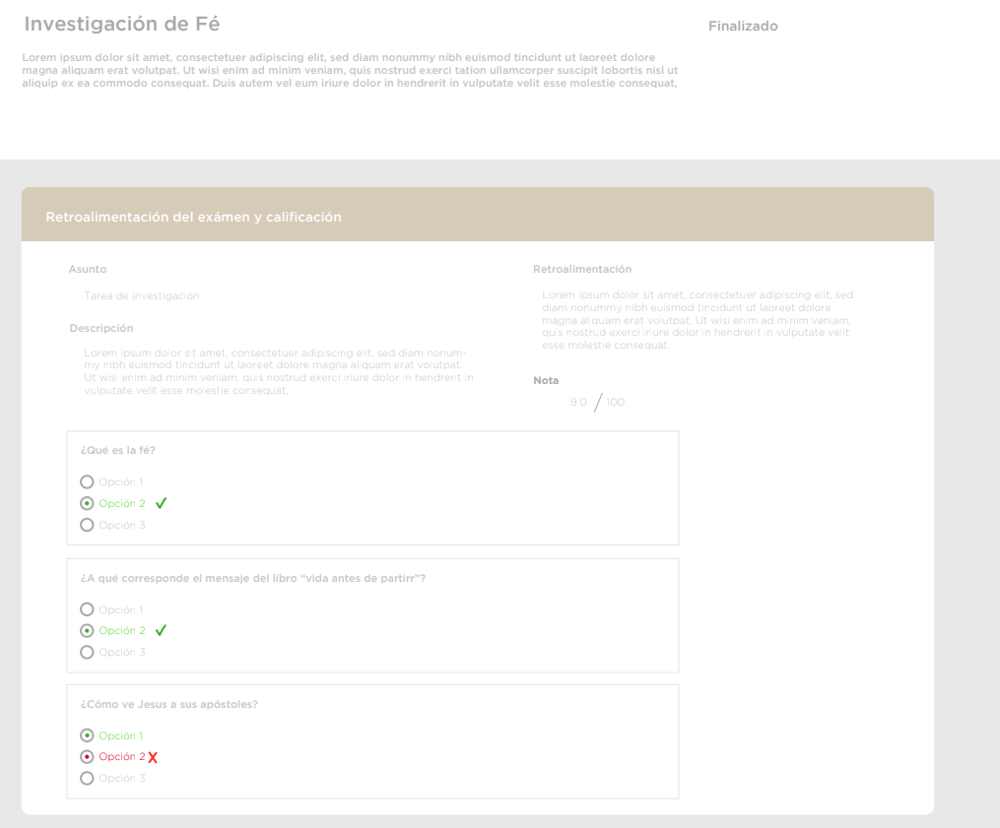 Investigación de Fé
Finalizado
Lorem ipsum dolor sit amet, consectetuer adipiscing elit, sed diam nonummy nibh euismod tincidunt ut laoreet dolore
magna aliquam erat volutpat. Ut wisi enim ad minim veniam, quis nostrud exerci tation ullamcorper suscipit lobortis nisl ut
aliquip ex ea commodo consequat. Duis autem vel eum iriure dolor in hendrerit in vulputate velit esse molestie consequat,
Retroalimentación del exámen y calificación
Asunto
Tarea de investigación
Descripción
Lorem ipsum dolor sit amet, consectetuer adipiscing elit, sed diam nonum-
my nibh euismod tincidunt ut laoreet dolore magna aliquam erat volutpat.
Ut wisi enim ad minim veniam, quis nostrud exerci iriure dolor in hendrerit in
vulputate velit esse molestie consequat,
Retroalimentación
Lorem ipsum dolor sit amet, consectetuer adipiscing elit, sed
diam nonummy nibh euismod tincidunt ut laoreet dolore
magna aliquam erat volutpat. Ut wisi enim ad minim veniam,
quis nostrud exerci iriure dolor in hendrerit in vulputate velit
esse molestie consequat.
Nota
9.0 / 100
¿Qué es la fé?
Opción 1
Opción 2 ✓
Opción 3
¿A qué corresponde el mensaje del libro “vida antes de partirr”?
Opción 1
Opción 2 ✓
Opción 3
¿Cómo ve Jesus a sus apóstoles?
Opción 1
Opción 2 X
Opción 3